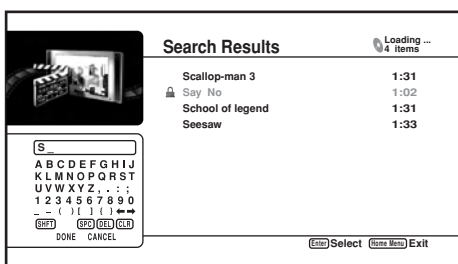 Search Results
Loading ...
4 items
Scallop-man 3 1:31
Say No 1:02
School of legend 1:31
Seesaw 1:33
S_
A B C D E F G H I J
K L M N O P Q R S T
U V W X Y Z , . : ;
1 2 3 4 5 6 7 8 9 0
_ – ( ) [ ] { } ← →
SHFT SPC DEL CLR
DONE CANCEL
Enter Select Home Menu Exit